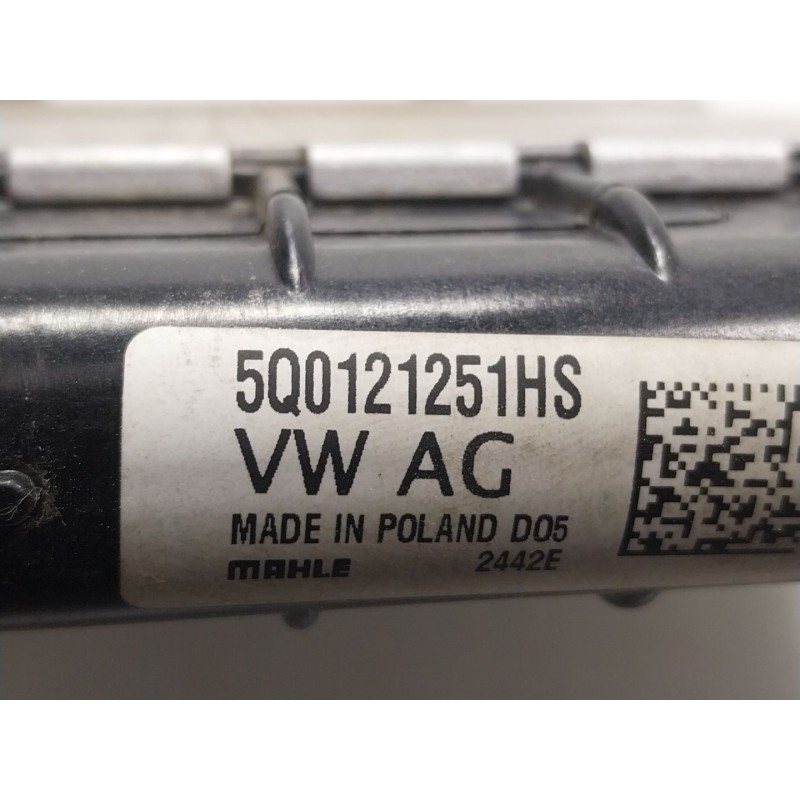 5Q0121251HS
VW AG
MADE IN POLAND D05
MAHLE 2442E